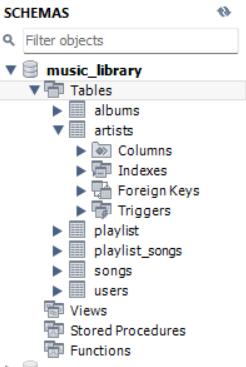 SCHEMAS
Filter objects
music_library
Tables
albums
artists
Columns
Indexes
Foreign Keys
Triggers
playlist
playlist_songs
songs
users
Views
Stored Procedures
Functions